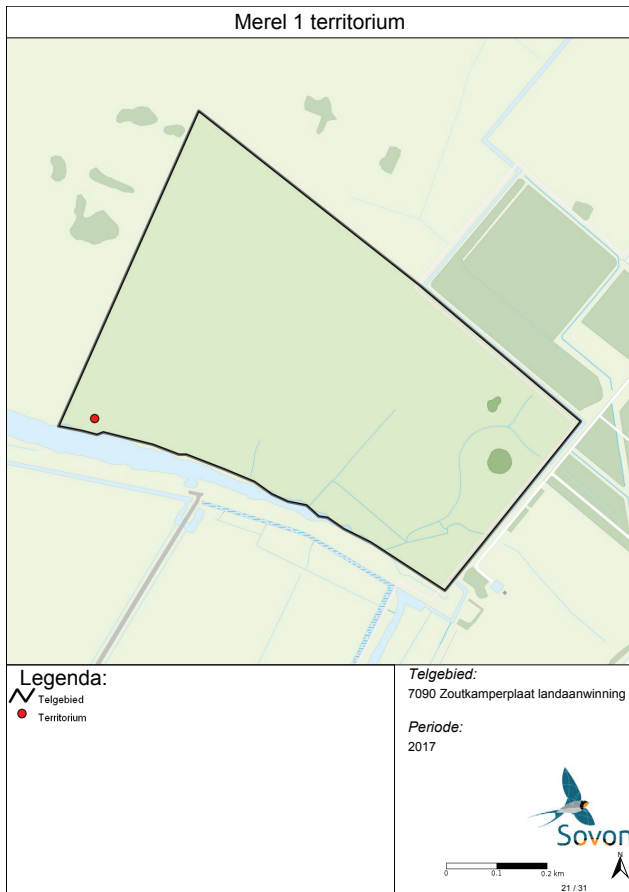 Merel 1 territorium
Legenda:
Telgebied
Territorium
Telgebied:
7090 Zoutkamperplaat landaanwinning
Periode:
2017
Sovon
N
0 0.1 0.2 km
21 / 31